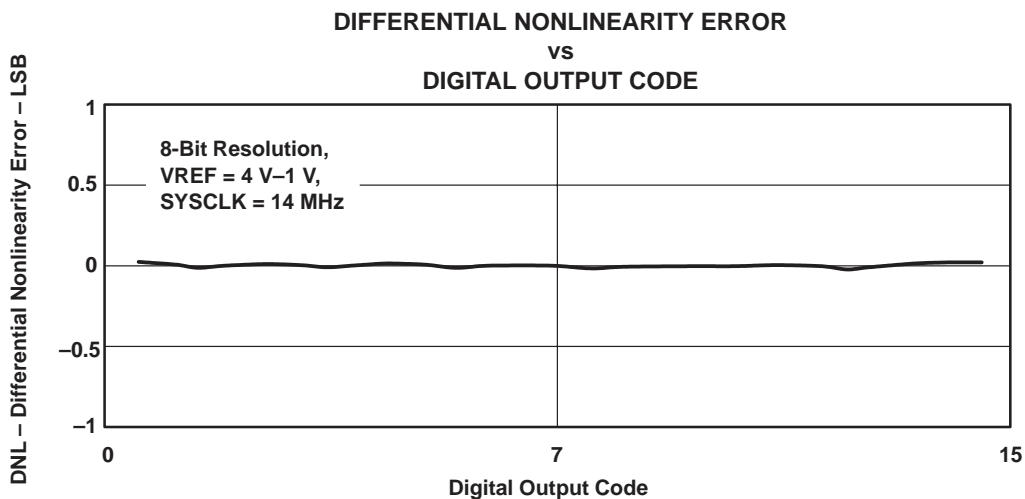 DIFFERENTIAL NONLINEARITY ERROR
vs
DIGITAL OUTPUT CODE
DNL – Differential Nonlinearity Error – LSB
1
0.5
0
–0.5
–1
8-Bit Resolution,
VREF = 4 V–1 V,
SYSCLK = 14 MHz
0
7
15
Digital Output Code